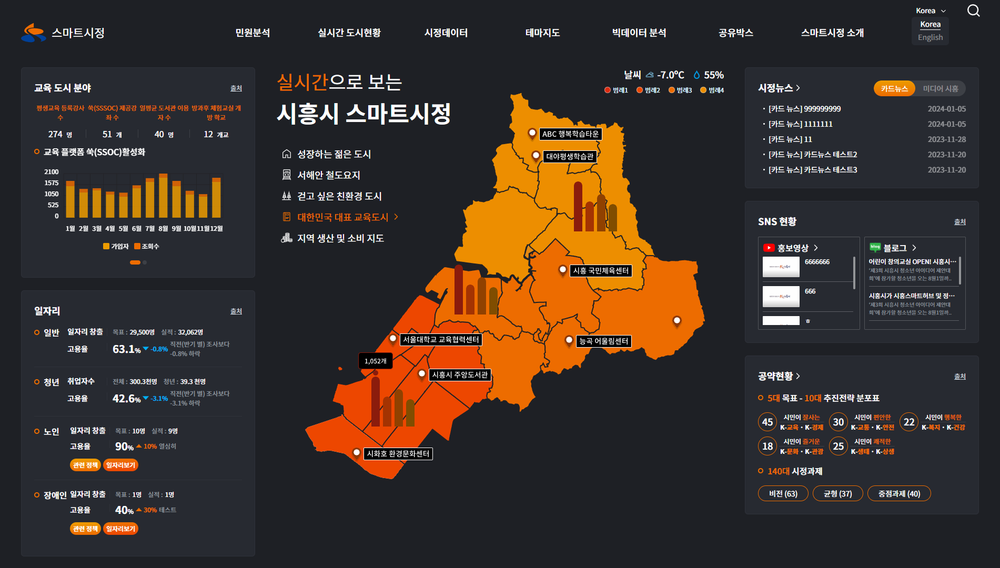 Korea
Korea
English
스마트시정
민원분석
실시간 도시현황
시정데이터
테마지도
빅데이터 분석
공유박스
스마트시정 소개
교육 도시 분야
출처
평생교육 등록강사 수
쏙(SSSOC) 제공강좌 수
일평균 도서관 이용자 수
방과후 체험교실 개방 학교
274 명
51 개
40 명
12 개교
교육 플랫폼 쏙(SSOC)활성화
2100
1575
1050
525
0
1월 2월 3월 4월 5월 6월 7월 8월 9월 10월11월12월
가입자 조회수
일자리
출처
일반 일자리 창출 목표 : 29,500명 실적 : 32,062명
고용율 63.1% -0.8% 직전(반기 별) 조사보다
-0.8% 하락
청년 취업자수 전체 : 300.3천명 청년 : 39.3 천명
고용율 42.6% -3.1% 직전(반기 별) 조사보다
-3.1% 하락
노인 일자리 창출 목표 : 10명 실적 : 9명
고용율 90% 10% 열심히
관련 정책 일자리보기
장애인 일자리 창출 목표 : 1명 실적 : 1명
고용율 40% 30% 테스트
관련 정책 일자리보기
실시간으로 보는
시흥시 스마트시정
성장하는 젊은 도시
서해안 철도요지
걷고 싶은 친환경 도시
대한민국 대표 교육도시
지역 생산 및 소비 지도
날씨 -7.0℃ 55%
범례1 범례2 범례3 범례4
ABC 행복학습타운
대야평생학습관
시흥 국민체육센터
서울대학교 교육협력센터
능곡 어울림센터
1,052개
시흥시 중앙도서관
시화호 환경문화센터
시정뉴스
카드뉴스 미디어 시흥
· [카드 뉴스] 999999999 2024-01-05
· [카드 뉴스] 1111111 2024-01-05
· [카드 뉴스] 11 2023-11-28
· [카드 뉴스] 카드뉴스 테스트2 2023-11-20
· [카드 뉴스] 카드뉴스 테스트3 2023-11-20
SNS 현황
출처
홍보영상
6666666
666
ㅎ
blog 블로그
어린이 창의교실 OPEN! 시흥시···
'제3회 시흥시 청소년 아이디어 제안대
회'에 참가할 청소년을 오는 8월1일까..
시흥시가 시흥스마트허브 및 정···
'제3회 시흥시 청소년 아이디어 제안대
회'에 참가할 청소년을 오는 8월1일까..
공약현황
출처
5대 목표 - 10대 추진전략 분포표
45 시민이 잘사는
K-교육 · K-경제
30 시민이 편안한
K-교통 · K-안전
22 시민이 행복한
K-복지 · K-건강
18 시민이 즐거운
K-문화 · K-관광
25 시민이 쾌적한
K-생태 · K-상생
140대 시정과제
비전 (63)
균형 (37)
중점과제 (40)